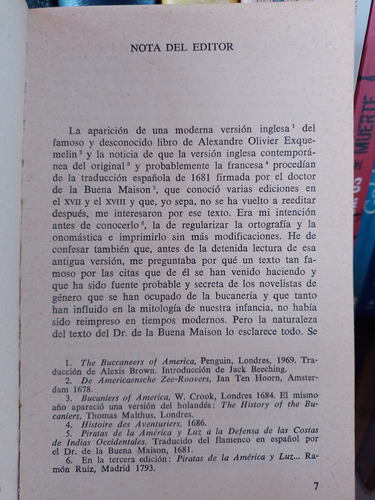 NOTA DEL EDITOR
La aparición de una moderna versión inglesa¹ del
famoso y desconocido libro de Alexandre Olivier Exque-
melin² y la noticia de que la versión inglesa contemporá-
nea del original³ y probablemente la francesa⁴ procedían
de la traducción española de 1681 firmada por el doctor
de la Buena Maison⁵, que conoció varias ediciones en
el XVII y el XVIII y que, yo sepa, no se ha vuelto a reeditar
después, me interesaron por ese texto. Era mi intención
antes de conocerlo⁶, la de regularizar la ortografía y la
onomástica e imprimirlo sin más modificaciones. He de
confesar también que, antes de la detenida lectura de esa
antigua versión, me preguntaba por qué un texto tan fa-
moso por las citas que de él se han venido haciendo y
que ha sido fuente probable y secreta de los novelistas de
género que se han ocupado de la bucanería y que tanto
han influido en la mitología de nuestra infancia, no había
sido reimpreso en tiempos modernos. Pero la naturaleza
del texto del Dr. de la Buena Maison lo esclarece todo. Se
1. The Buccaneers of America, Penguin, Londres, 1969. Tra-
ducción de Alexis Brown. Introducción de Jack Beeching.
2. De Americaensche Zee-Roovers, Jan Ten Hoorn, Amster-
dam 1678.
3. Bucaniers of America, W. Crook, Londres 1684. El mismo
año apareció una versión del holandés: The History of the Bu-
caniers, Thomas Malthus, Londres.
4. Histoire des Aventuriers, 1686.
5. Piratas de la América y Luz a la Defensa de las Costas
de Indias Occidentales, Traducido del flamenco en español por
el Dr. de la Buena Maison, 1681.
6. En la tercera edición: Piratas de la América y Luz... Ra-
món Ruiz, Madrid 1793.
7
MUERTE